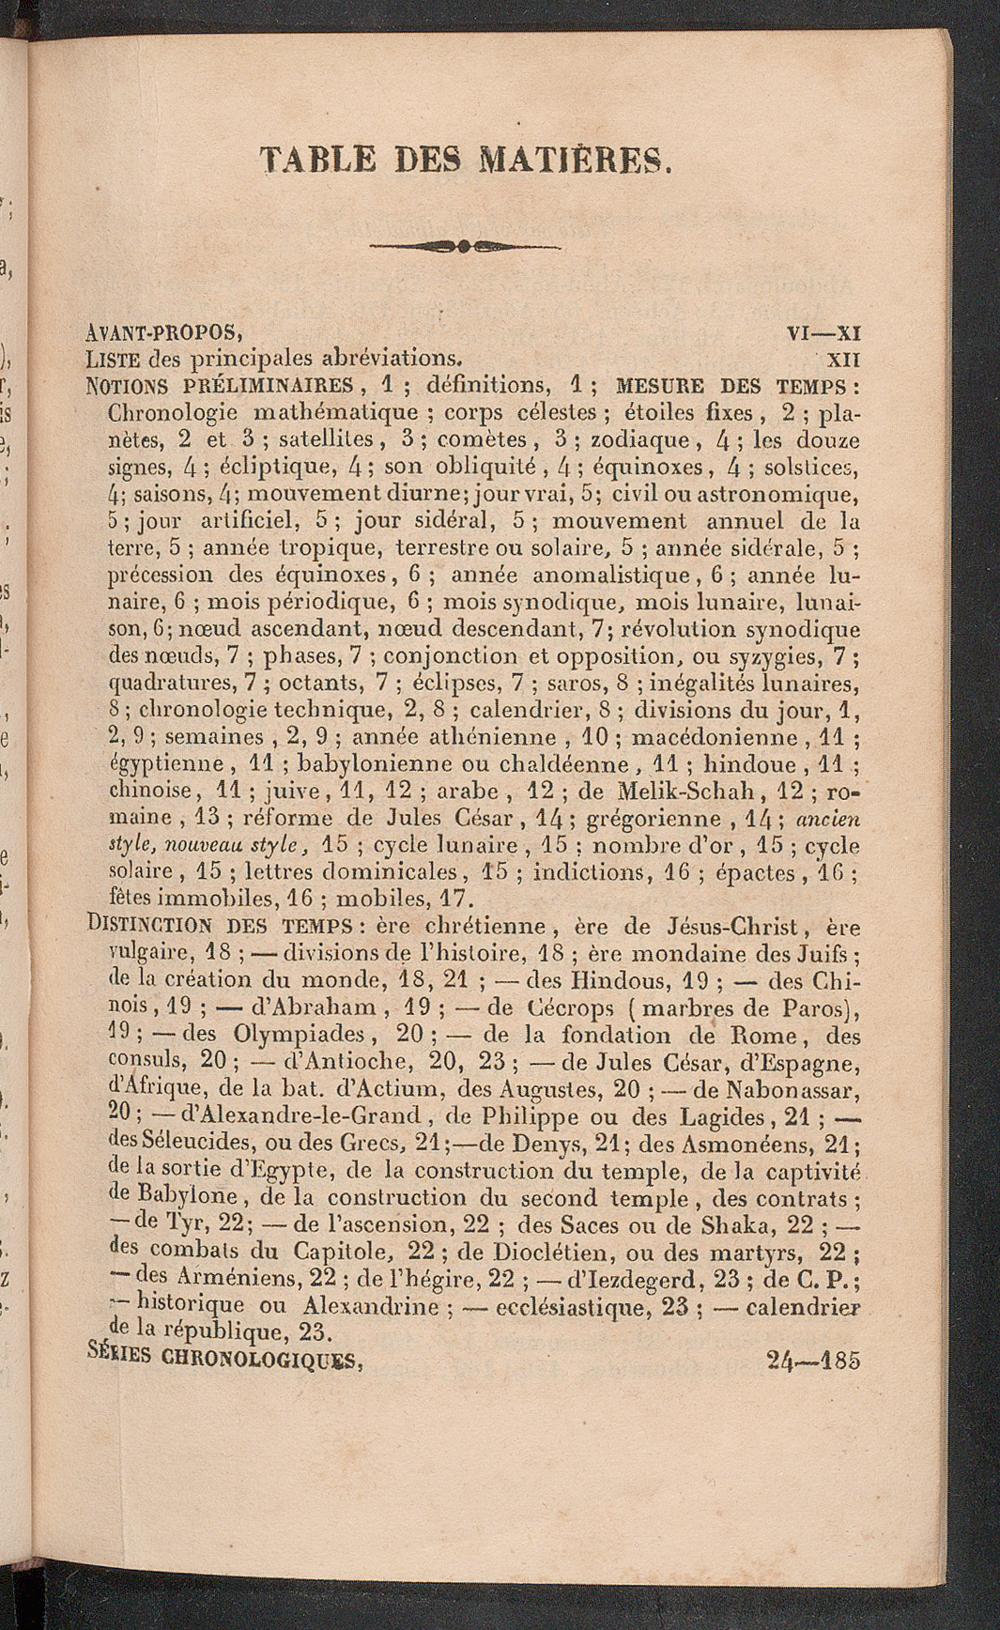 TABLE DES MATIÈRES.
AVANT-PROPOS, VI—XI
LISTE des principales abréviations. XII
NOTIONS PRÉLIMINAIRES, 1 ; définitions, 1 ; MESURE DES TEMPS :
Chronologie mathématique ; corps célestes ; étoiles fixes, 2 ; pla-
nètes, 2 et 3 ; satellites, 3 ; comètes, 3 ; zodiaque, 4 ; les douze
signes, 4 ; écliptique, 4 ; son obliquité, 4 ; équinoxes, 4 ; solstices,
4; saisons, 4; mouvement diurne; jour vrai, 5; civil ou astronomique,
5 ; jour artificiel, 5 ; jour sidéral, 5 ; mouvement annuel de la
terre, 5 ; année tropique, terrestre ou solaire, 5 ; année sidérale, 5 ;
précession des équinoxes, 6 ; année anomalistique, 6 ; année lu-
naire, 6 ; mois périodique, 6 ; mois synodique, mois lunaire, lunai-
son, 6; nœud ascendant, nœud descendant, 7; révolution synodique
des nœuds, 7 ; phases, 7 ; conjonction et opposition, ou syzygies, 7 ;
quadratures, 7 ; octants, 7 ; éclipses, 7 ; saros, 8 ; inégalités lunaires,
8 ; chronologie technique, 2, 8 ; calendrier, 8 ; divisions du jour, 1,
2, 9 ; semaines, 2, 9 ; année athénienne, 10 ; macédonienne, 11 ;
égyptienne, 11 ; babylonienne ou chaldéenne, 11 ; hindoue, 11 ;
chinoise, 11 ; juive, 11, 12 ; arabe, 12 ; de Melik-Schah, 12 ; ro-
maine, 13 ; réforme de Jules César, 14 ; grégorienne, 14 ; ancien
style, nouveau style, 15 ; cycle lunaire, 15 ; nombre d'or, 15 ; cycle
solaire, 15 ; lettres dominicales, 15 ; indictions, 16 ; épactes, 16 ;
fêtes immobiles, 16 ; mobiles, 17.
DISTINCTION DES TEMPS : ère chrétienne, ère de Jésus-Christ, ère
vulgaire, 18 ; — divisions de l'histoire, 18 ; ère mondaine des Juifs ;
de la création du monde, 18, 21 ; — des Hindous, 19 ; — des Chi-
nois, 19 ; — d'Abraham, 19 ; — de Cécrops (marbres de Paros),
19 ; — des Olympiades, 20 ; — de la fondation de Rome, des
consuls, 20 ; — d'Antioche, 20, 23 ; — de Jules César, d'Espagne,
d'Afrique, de la bat. d'Actium, des Augustes, 20 ; — de Nabonassar,
20 ; — d'Alexandre-le-Grand, de Philippe ou des Lagides, 21 ; —
des Séleucides, ou des Grecs, 21 ;—de Denys, 21; des Asmonéens, 21;
de la sortie d'Egypte, de la construction du temple, de la captivité
de Babylone, de la construction du second temple, des contrats ;
— de Tyr, 22; — de l'ascension, 22 ; des Saces ou de Shaka, 22 ; —
des combats du Capitole, 22 ; de Dioclétien, ou des martyrs, 22 ;
— des Arméniens, 22 ; de l'hégire, 22 ; — d'Iezdegerd, 23 ; de C. P. ;
— historique ou Alexandrine ; — ecclésiastique, 23 ; — calendrier
de la république, 23.
SÉRIES CHRONOLOGIQUES, 24—185